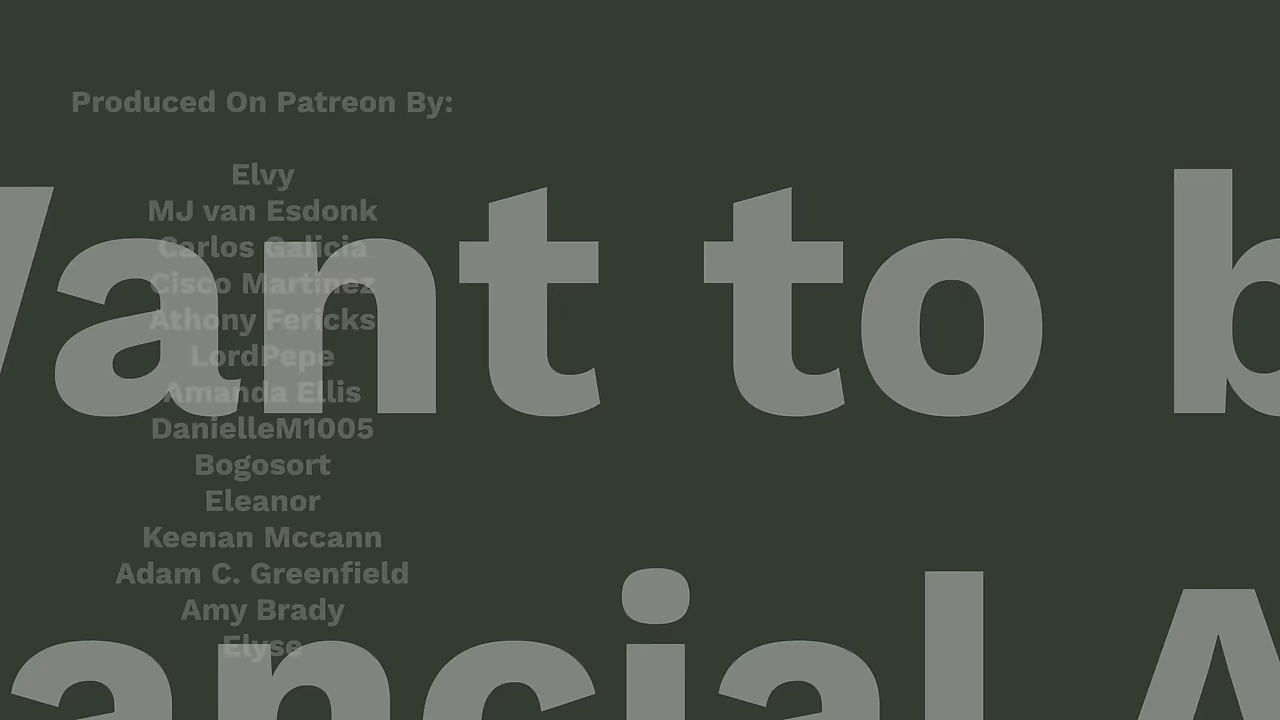 Produced On Patreon By:
Elvy
MJ van Esdonk
Carlos Galicia
Cisco Martinez
Athony Fericks
LordPepe
Amanda Ellis
DanielleM1005
Bogosort
Eleanor
Keenan Mccann
Adam C. Greenfield
Amy Brady
Elyse
ant to b
ancial A